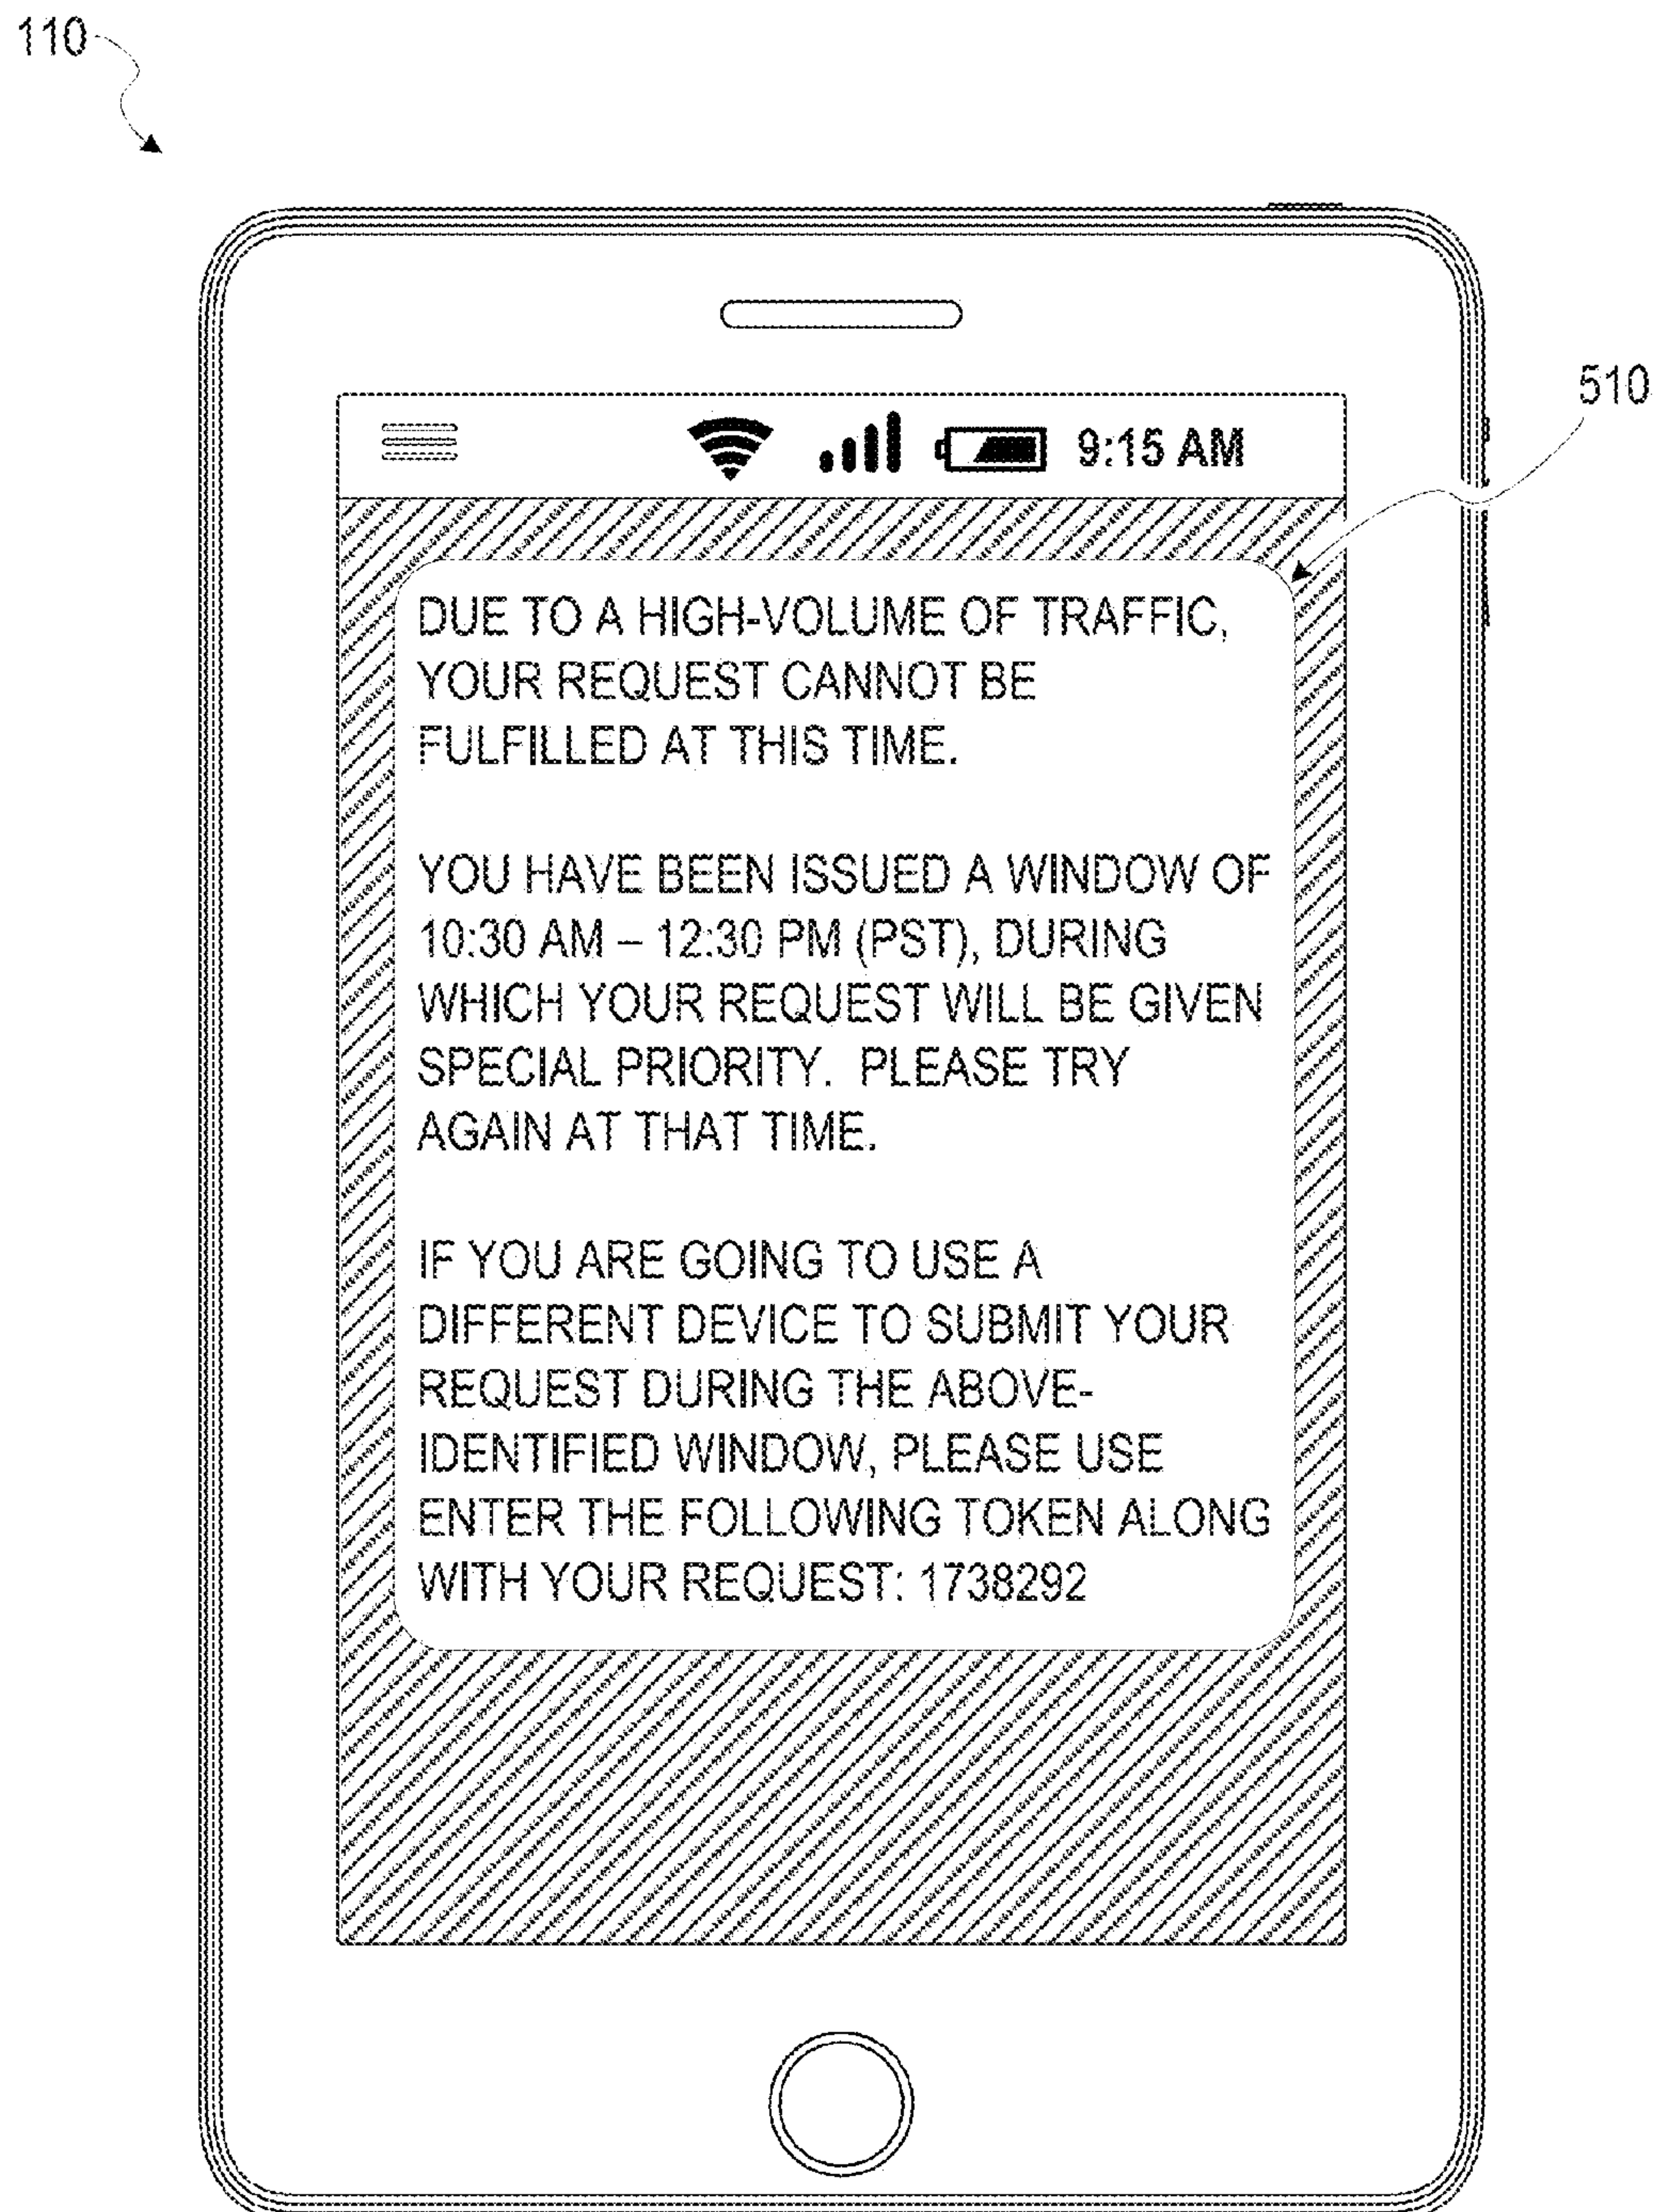 110
510
9:15 AM
DUE TO A HIGH-VOLUME OF TRAFFIC,
YOUR REQUEST CANNOT BE
FULFILLED AT THIS TIME.
YOU HAVE BEEN ISSUED A WINDOW OF
10:30 AM – 12:30 PM (PST), DURING
WHICH YOUR REQUEST WILL BE GIVEN
SPECIAL PRIORITY.  PLEASE TRY
AGAIN AT THAT TIME.
IF YOU ARE GOING TO USE A
DIFFERENT DEVICE TO SUBMIT YOUR
REQUEST DURING THE ABOVE-
IDENTIFIED WINDOW, PLEASE USE
ENTER THE FOLLOWING TOKEN ALONG
WITH YOUR REQUEST: 1738292